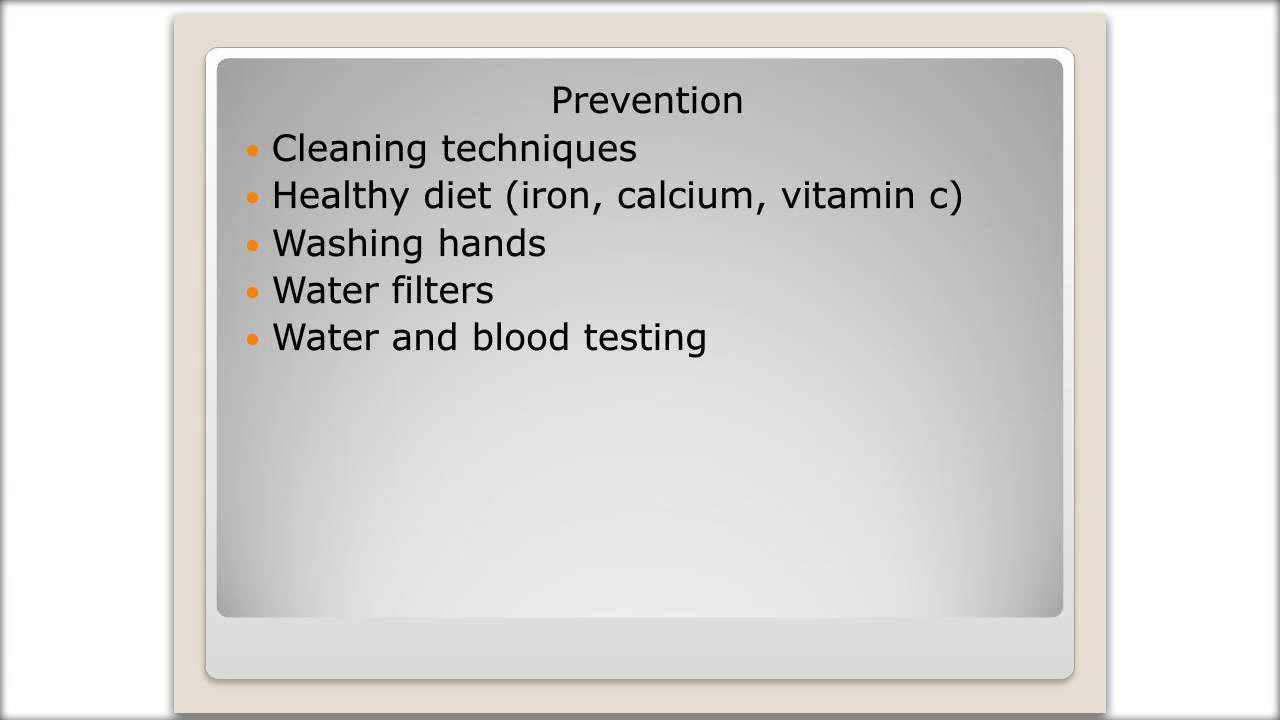 Prevention
• Cleaning techniques
• Healthy diet (iron, calcium, vitamin c)
• Washing hands
• Water filters
• Water and blood testing